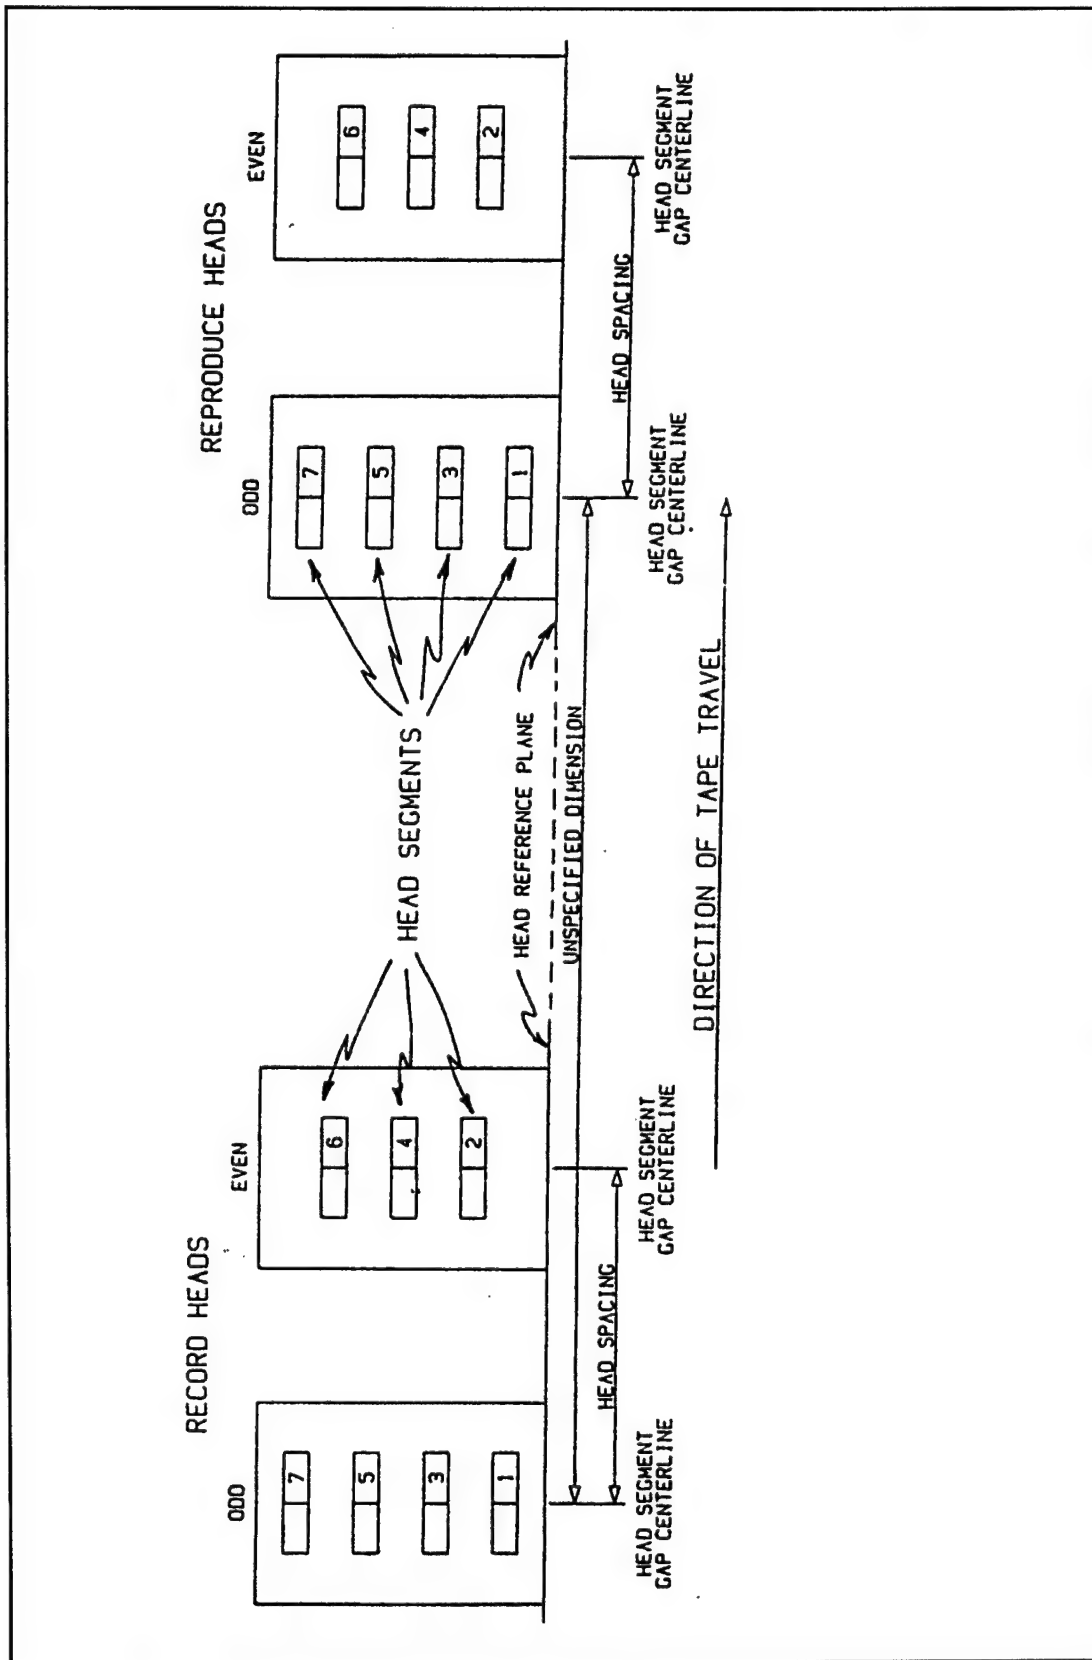 RECORD HEADS
REPRODUCE HEADS
ODD
EVEN
ODD
EVEN
7
5
3
1
6
4
2
7
5
3
1
6
4
2
HEAD SEGMENTS
HEAD REFERENCE PLANE
UNSPECIFIED DIMENSION
HEAD SPACING
HEAD SPACING
HEAD SEGMENT
GAP CENTERLINE
HEAD SEGMENT
GAP CENTERLINE
HEAD SEGMENT
GAP CENTERLINE
HEAD SEGMENT
GAP CENTERLINE
DIRECTION OF TAPE TRAVEL